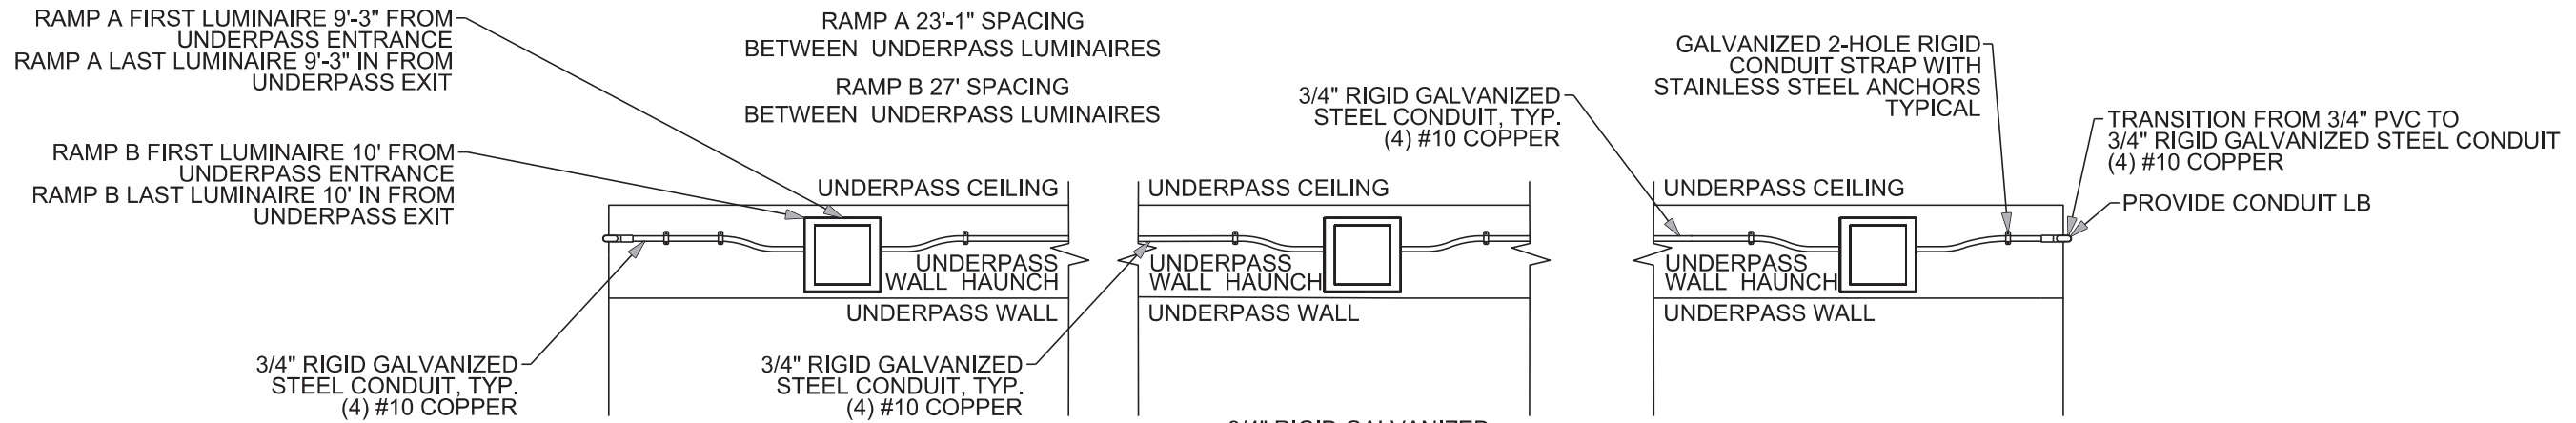 RAMP A FIRST LUMINAIRE 9'-3" FROM
UNDERPASS ENTRANCE
RAMP A LAST LUMINAIRE 9'-3" IN FROM
UNDERPASS EXIT
RAMP B FIRST LUMINAIRE 10' FROM
UNDERPASS ENTRANCE
RAMP B LAST LUMINAIRE 10' IN FROM
UNDERPASS EXIT
RAMP A 23'-1" SPACING
BETWEEN UNDERPASS LUMINAIRES
RAMP B 27' SPACING
BETWEEN UNDERPASS LUMINAIRES
3/4" RIGID GALVANIZED
STEEL CONDUIT, TYP.
(4) #10 COPPER
GALVANIZED 2-HOLE RIGID
CONDUIT STRAP WITH
STAINLESS STEEL ANCHORS
TYPICAL
TRANSITION FROM 3/4" PVC TO
3/4" RIGID GALVANIZED STEEL CONDUIT
(4) #10 COPPER
PROVIDE CONDUIT LB
UNDERPASS CEILING
UNDERPASS
WALL HAUNCH
UNDERPASS WALL
UNDERPASS CEILING
UNDERPASS
WALL HAUNCH
UNDERPASS WALL
UNDERPASS CEILING
UNDERPASS
WALL HAUNCH
UNDERPASS WALL
3/4" RIGID GALVANIZED
STEEL CONDUIT, TYP.
(4) #10 COPPER
3/4" RIGID GALVANIZED
STEEL CONDUIT, TYP.
(4) #10 COPPER
3/4" RIGID GALVANIZED